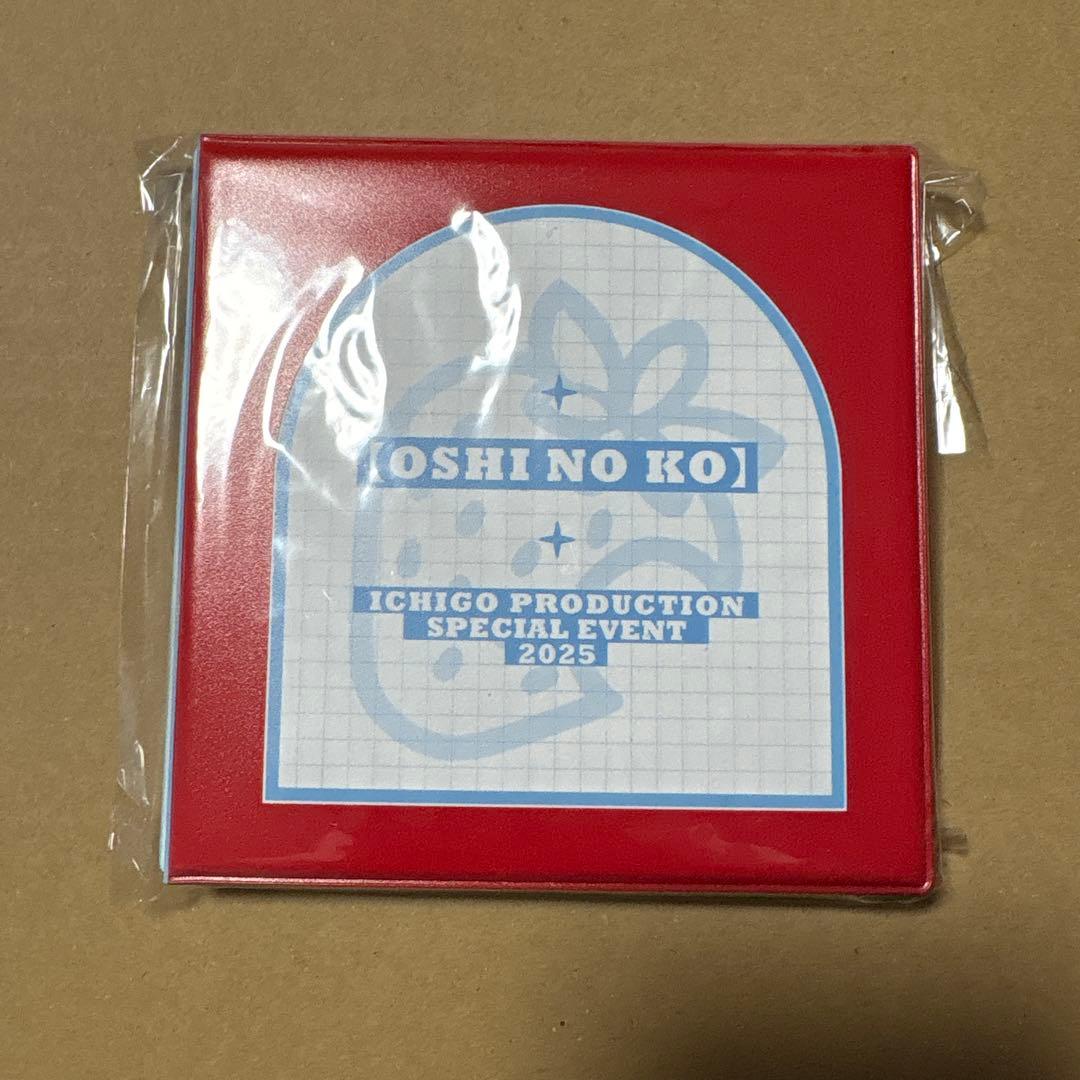 【OSHI NO KO】
ICHIGO PRODUCTION
SPECIAL EVENT
2025